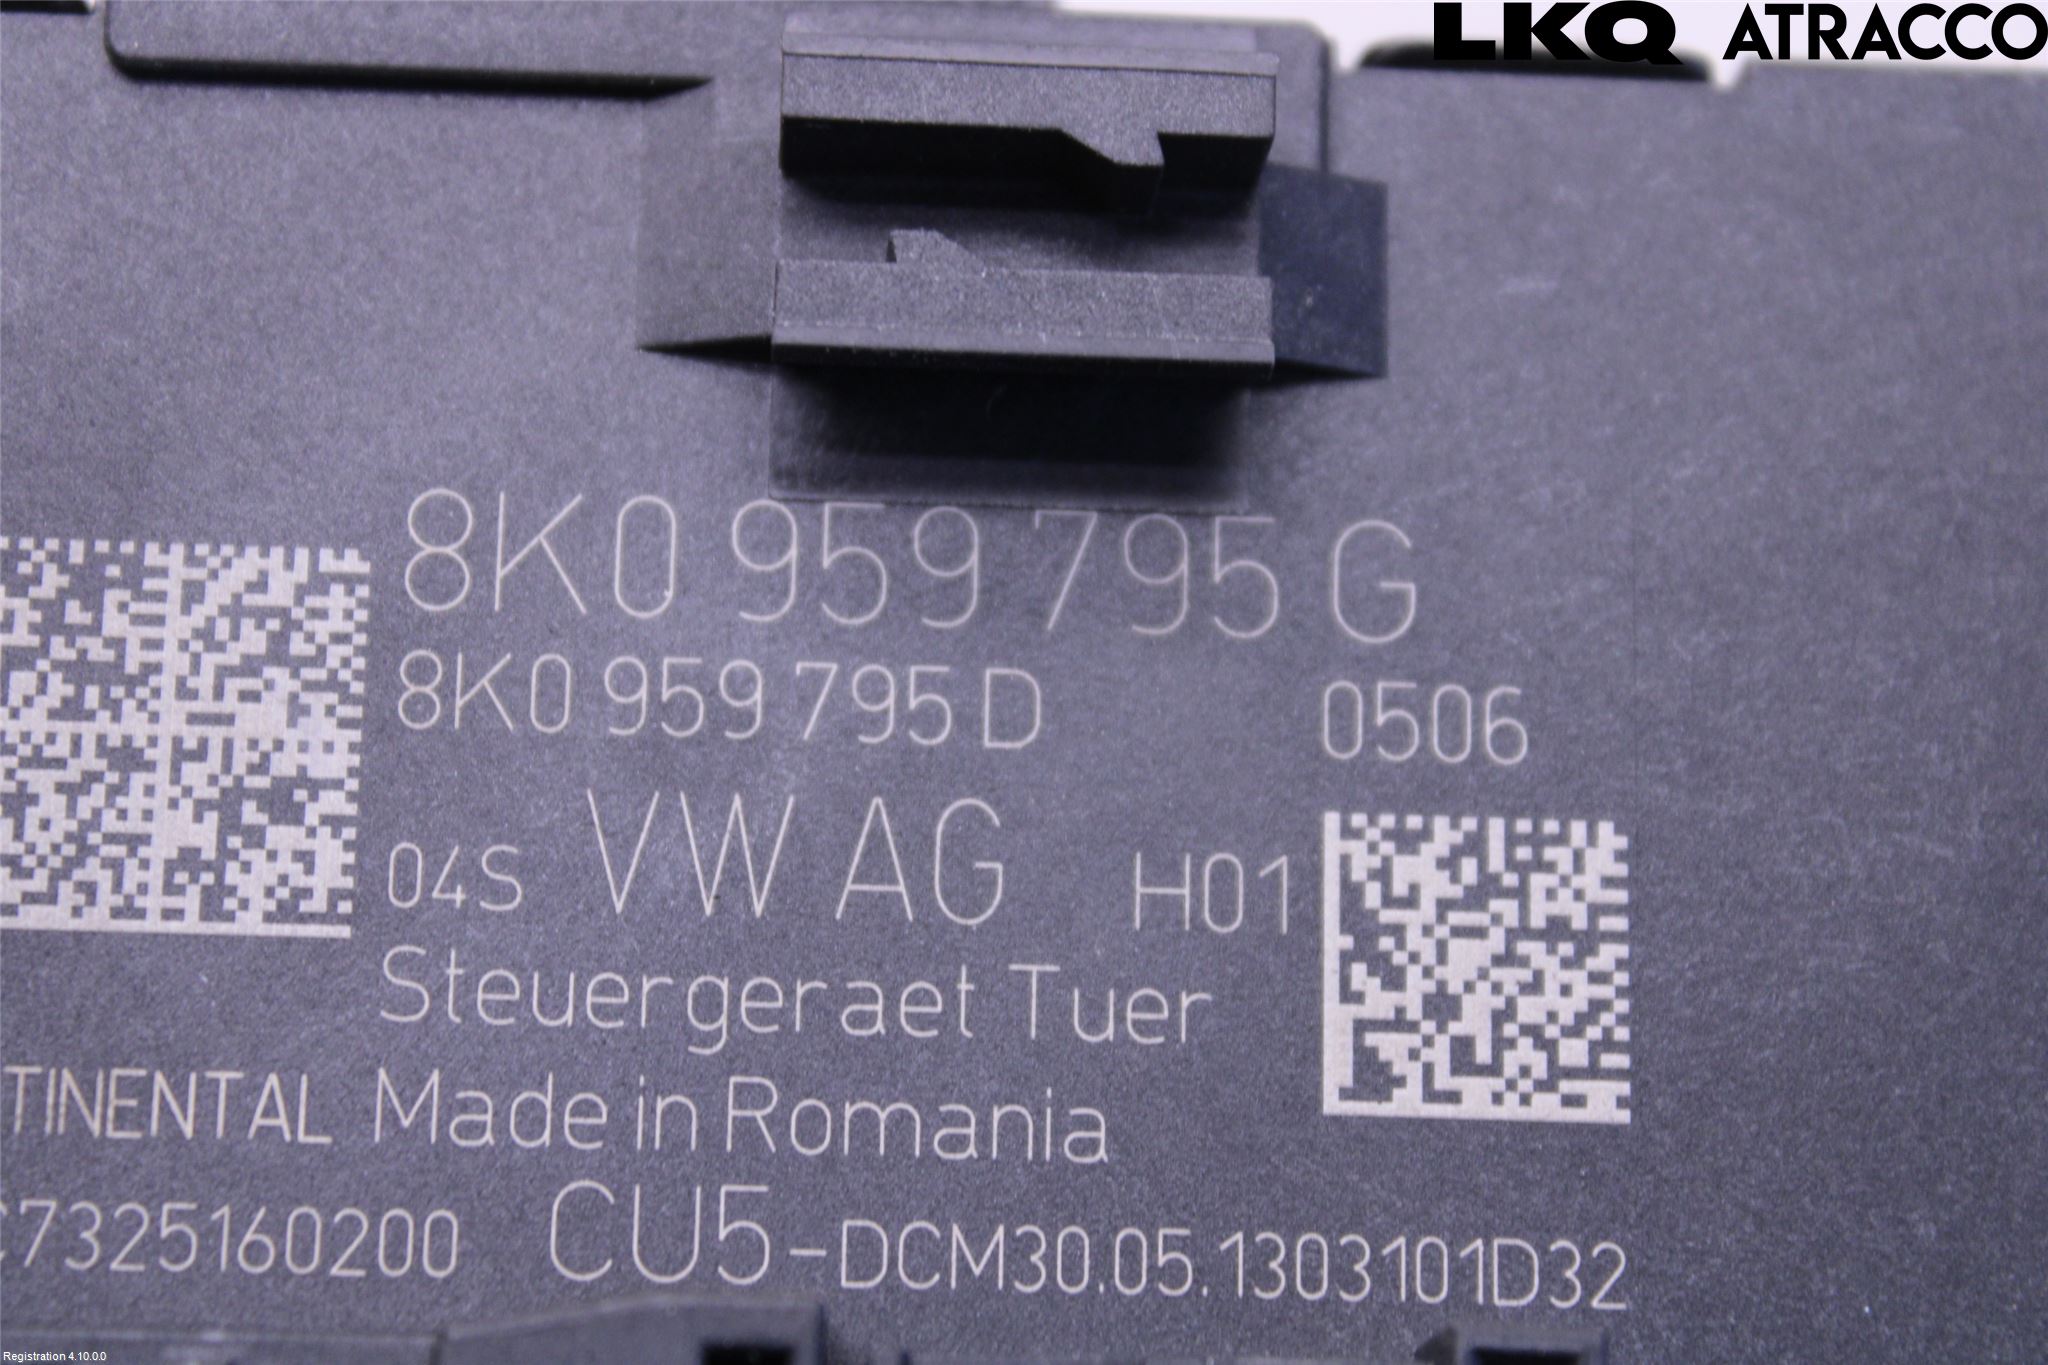 LKQ ATRACCO
8K0 959 795 G
8K0 959 795 D 0506
04S VW AG H01
Steuergeraet Tuer
TINENTAL Made in Romania
7325160200 CU5-DCM30.05.1303101D32
Registration 4.10.0.0